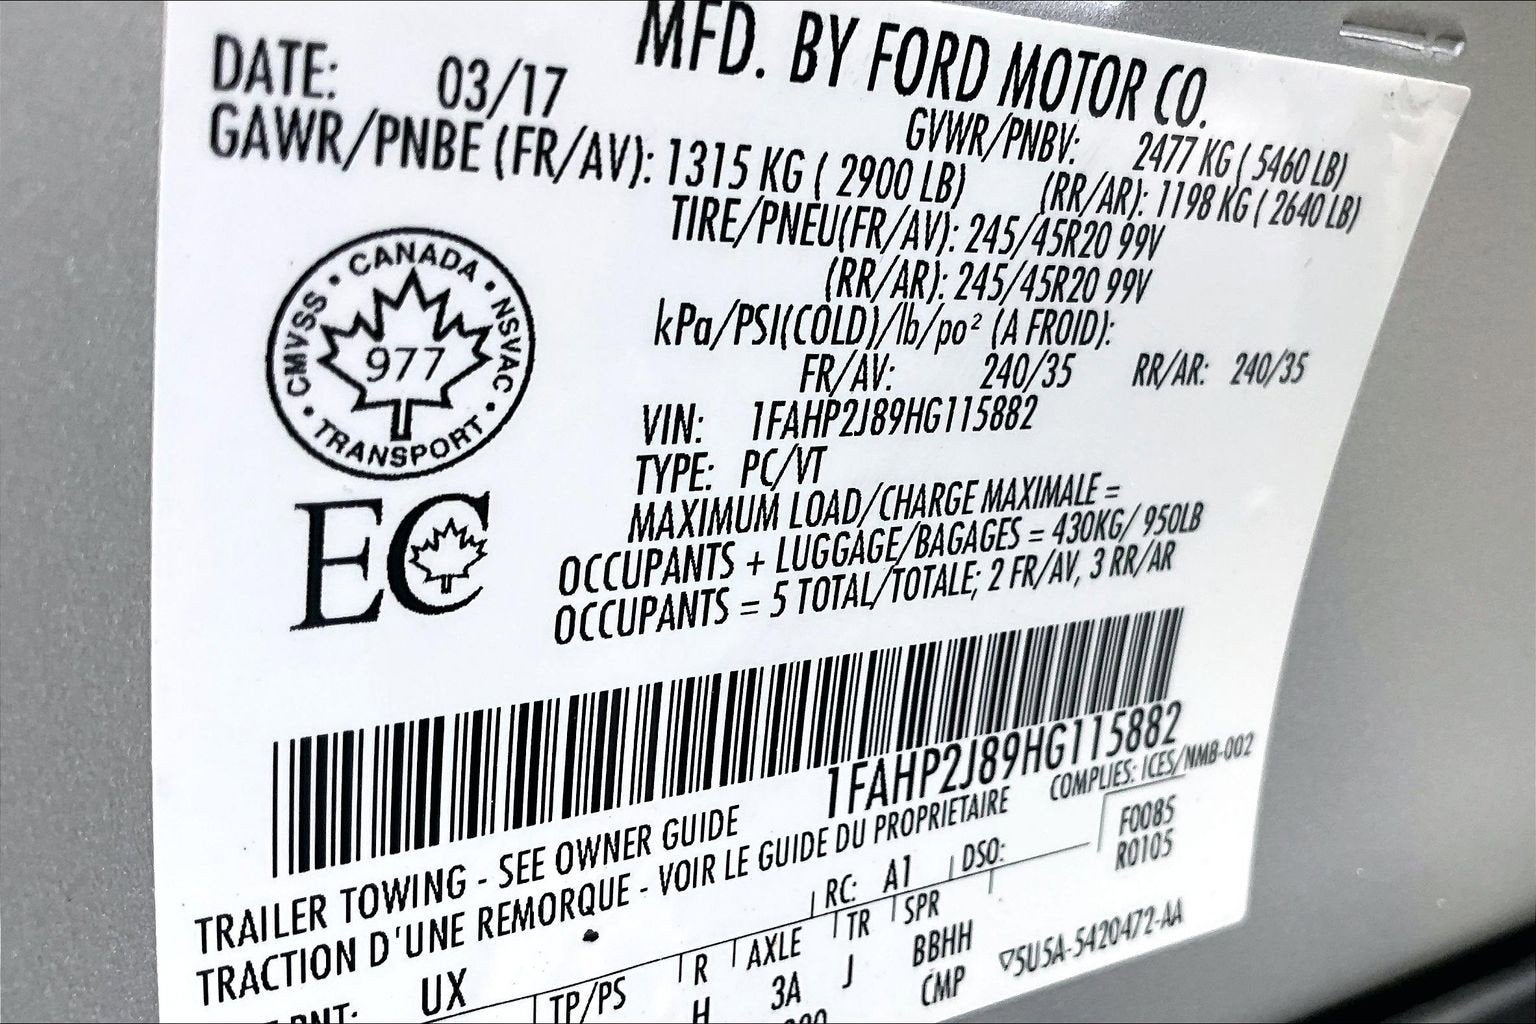 MFD. BY FORD MOTOR CO.
DATE: 03/17
GVWR/PNBV: 2477 KG ( 5460 LB)
GAWR/PNBE (FR/AV): 1315 KG ( 2900 LB) (RR/AR): 1198 KG ( 2640 LB)
TIRE/PNEU(FR/AV): 245/45R20 99V
(RR/AR): 245/45R20 99V
kPa/PSI(COLD)/lb/po² (A FROID):
FR/AV: 240/35 RR/AR: 240/35
VIN: 1FAHP2J89HG115882
TYPE: PC/VT
MAXIMUM LOAD/CHARGE MAXIMALE =
OCCUPANTS + LUGGAGE/BAGAGES = 430KG/ 950LB
OCCUPANTS = 5 TOTAL/TOTALE; 2 FR/AV, 3 RR/AR
CANADA · NSVAC · TRANSPORT · CMVSS ·
977
EC
1FAHP2J89HG115882
COMPLIES: ICES/NMB-002
TRAILER TOWING - SEE OWNER GUIDE
TRACTION D'UNE REMORQUE - VOIR LE GUIDE DU PROPRIETAIRE
F0085
R0105
RC: A1 DSO:
UX TP/PS R AXLE TR SPR
H 3A J BBHH
CMP
▽5U5A-5420472-AA